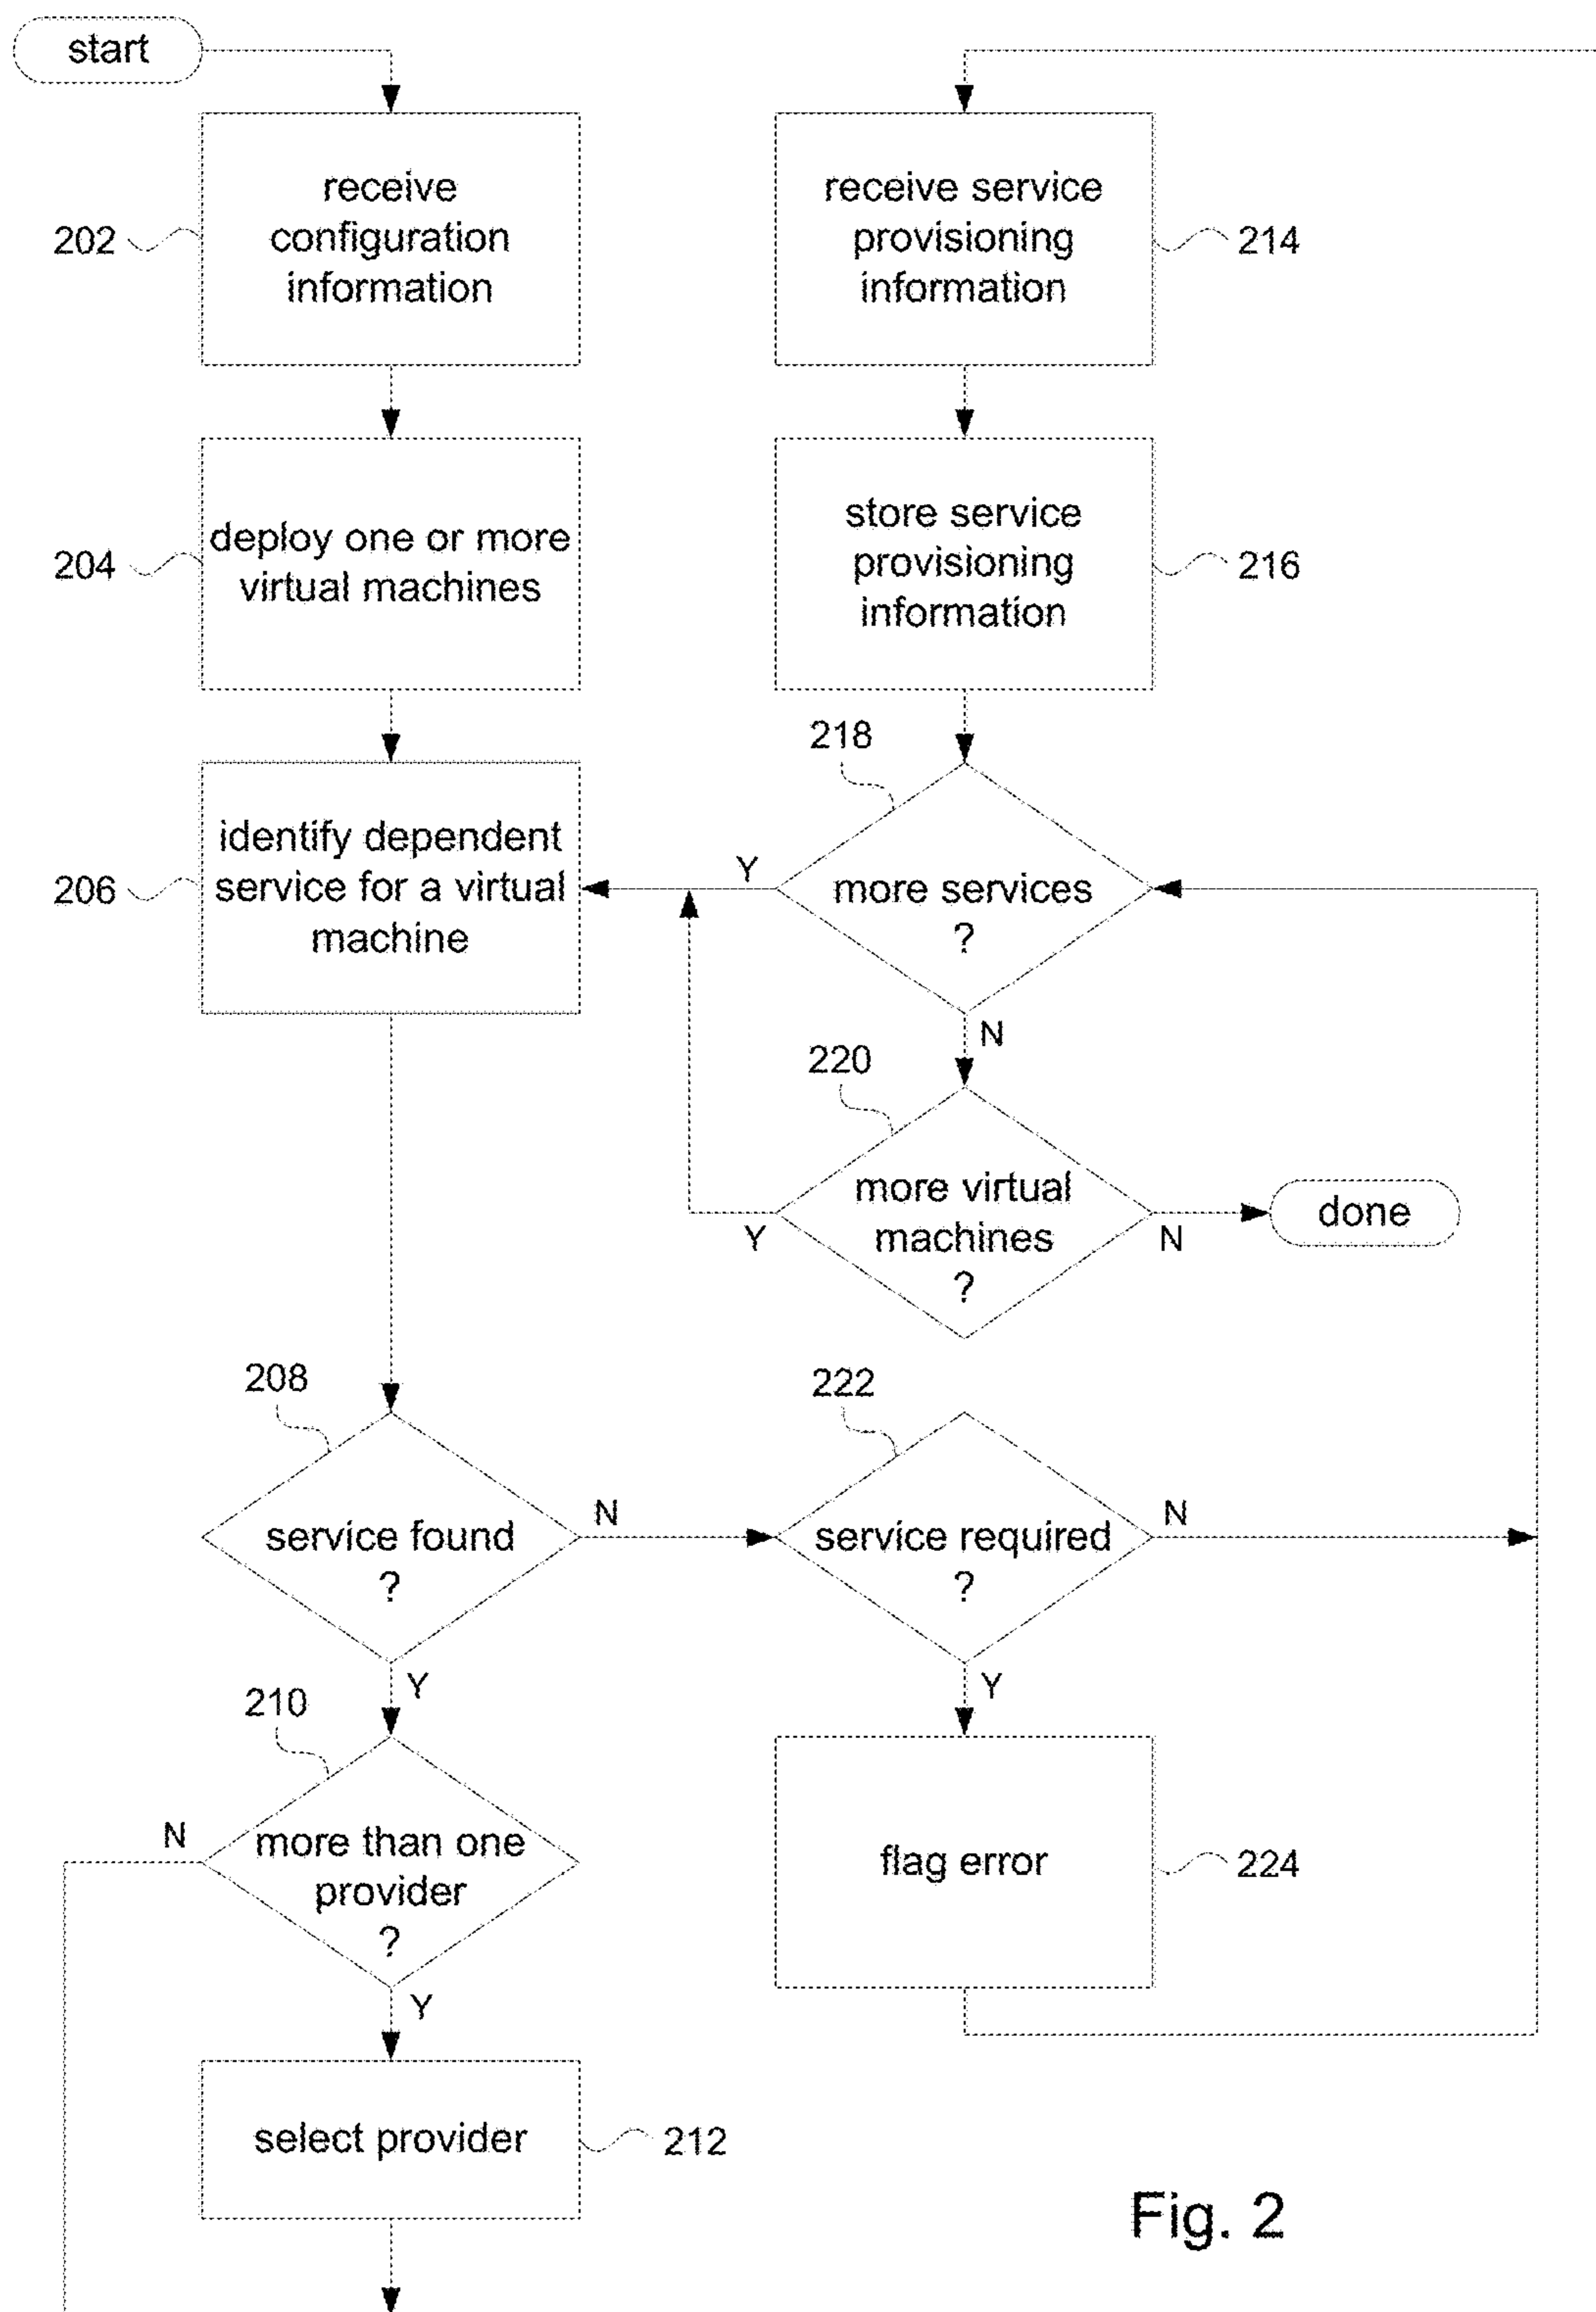 start
202
receive
configuration
information
204
deploy one or more
virtual machines
206
identify dependent
service for a virtual
machine
208
service found
?
N
Y
210
more than one
provider
?
N
Y
select provider
212
receive service
provisioning
information
214
store service
provisioning
information
216
218
more services
?
Y
N
220
more virtual
machines
?
Y
N
done
222
service required
?
N
Y
flag error
224
Fig. 2